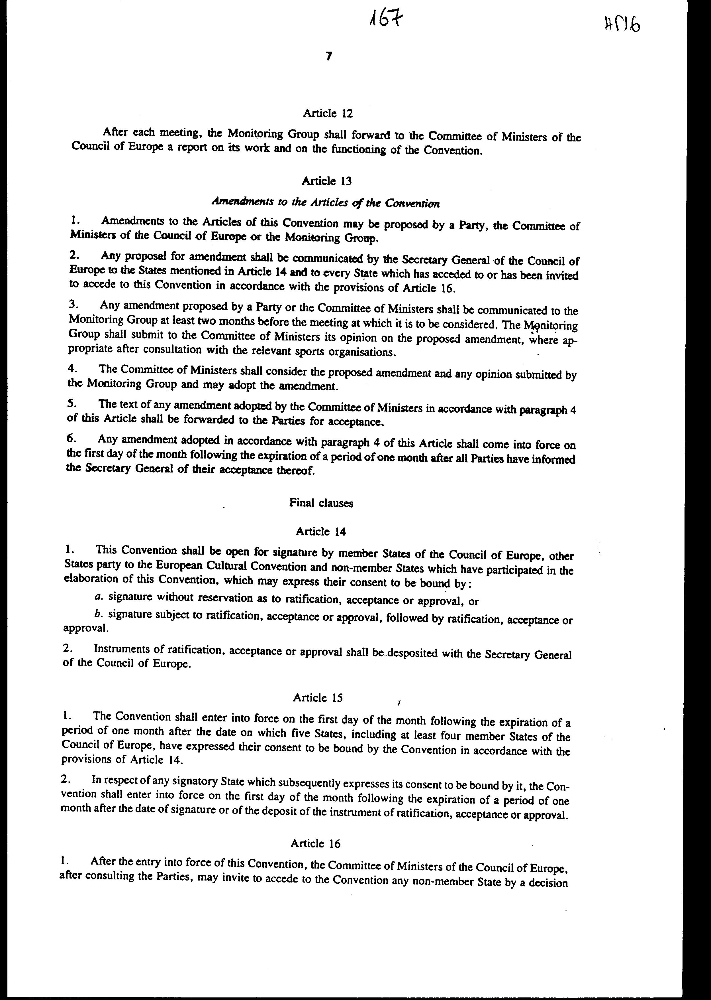 167
7
Article 12
After each meeting, the Monitoring Group shall forward to the Committee of Ministers of the
Council of Europe a report on its work and on the functioning of the Convention.
Article 13
Amendments to the Articles of the Convention
1. Amendments to the Articles of this Convention may be proposed by a Party, the Committee of
Ministers of the Council of Europe or the Monitoring Group.
2. Any proposal for amendment shall be communicated by the Secretary General of the Council of
Europe to the States mentioned in Article 14 and to every State which has acceded to or has been invited
to accede to this Convention in accordance with the provisions of Article 16.
3. Any amendment proposed by a Party or the Committee of Ministers shall be communicated to the
Monitoring Group at least two months before the meeting at which it is to be considered. The Monitoring
Group shall submit to the Committee of Ministers its opinion on the proposed amendment, where ap-
propriate after consultation with the relevant sports organisations.
4. The Committee of Ministers shall consider the proposed amendment and any opinion submitted by
the Monitoring Group and may adopt the amendment.
5. The text of any amendment adopted by the Committee of Ministers in accordance with paragraph 4
of this Article shall be forwarded to the Parties for acceptance.
6. Any amendment adopted in accordance with paragraph 4 of this Article shall come into force on
the first day of the month following the expiration of a period of one month after all Parties have informed
the Secretary General of their acceptance thereof.
Final clauses
Article 14
1. This Convention shall be open for signature by member States of the Council of Europe, other
States party to the European Cultural Convention and non-member States which have participated in the
elaboration of this Convention, which may express their consent to be bound by:
a. signature without reservation as to ratification, acceptance or approval, or
b. signature subject to ratification, acceptance or approval, followed by ratification, acceptance or
approval.
2. Instruments of ratification, acceptance or approval shall be desposited with the Secretary General
of the Council of Europe.
Article 15
1. The Convention shall enter into force on the first day of the month following the expiration of a
period of one month after the date on which five States, including at least four member States of the
Council of Europe, have expressed their consent to be bound by the Convention in accordance with the
provisions of Article 14.
2. In respect of any signatory State which subsequently expresses its consent to be bound by it, the Con-
vention shall enter into force on the first day of the month following the expiration of a period of one
month after the date of signature or of the deposit of the instrument of ratification, acceptance or approval.
Article 16
1. After the entry into force of this Convention, the Committee of Ministers of the Council of Europe,
after consulting the Parties, may invite to accede to the Convention any non-member State by a decision